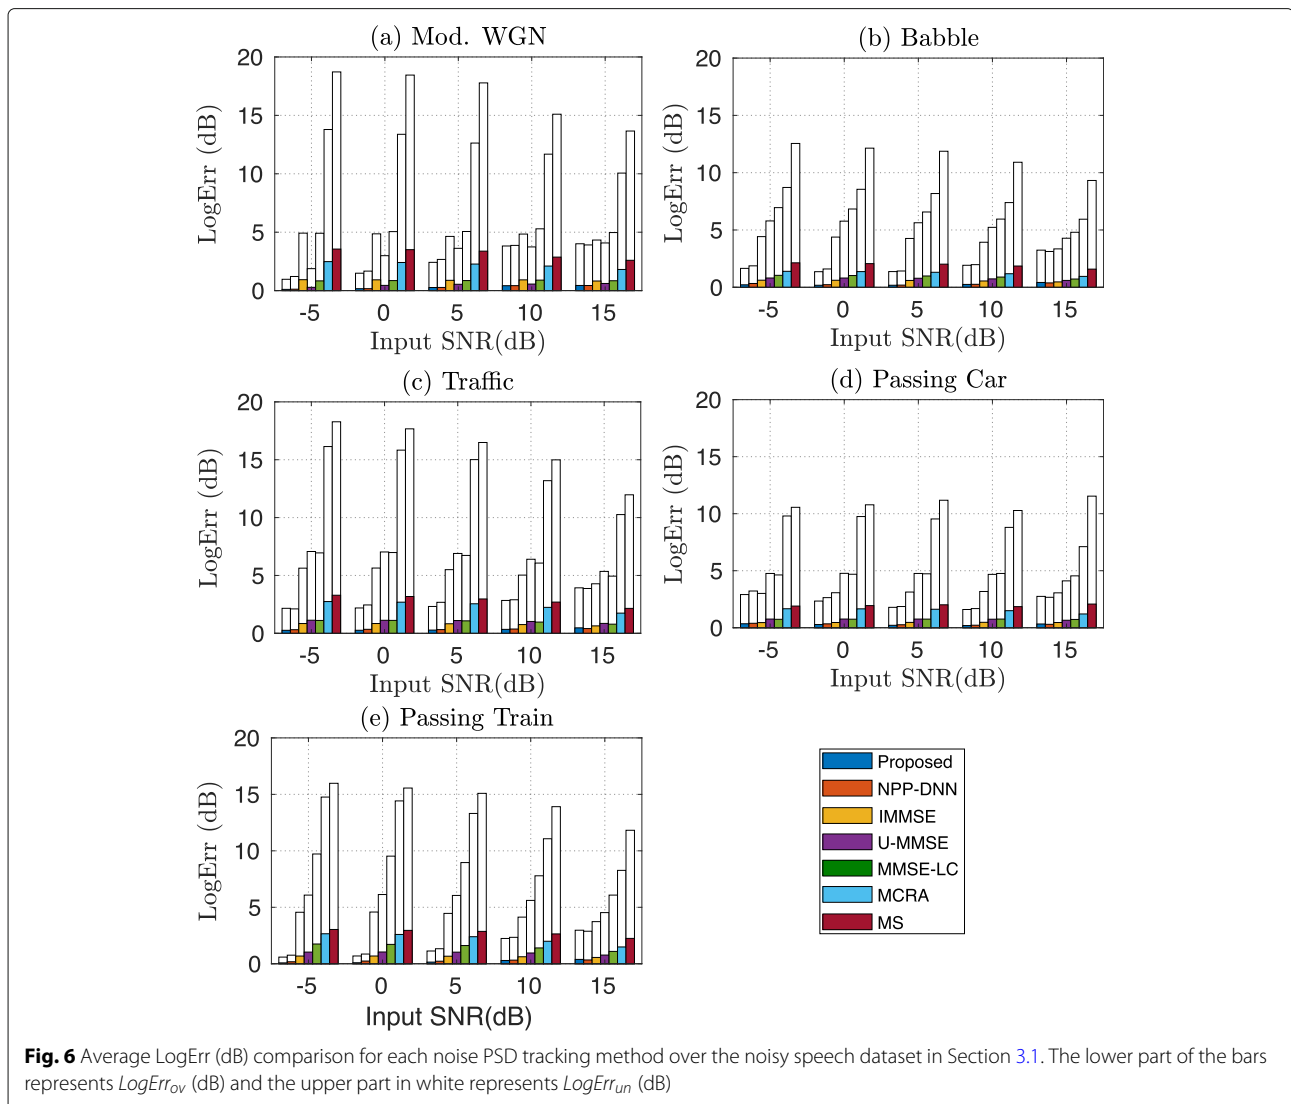 (a) Mod. WGN
20
15
10
5
0
LogErr (dB)
-5 0 5 10 15
Input SNR(dB)
(b) Babble
20
15
10
5
0
LogErr (dB)
-5 0 5 10 15
Input SNR(dB)
(c) Traffic
20
15
10
5
0
LogErr (dB)
-5 0 5 10 15
Input SNR(dB)
(d) Passing Car
20
15
10
5
0
LogErr (dB)
-5 0 5 10 15
Input SNR(dB)
(e) Passing Train
20
15
10
5
0
LogErr (dB)
-5 0 5 10 15
Input SNR(dB)
Proposed
NPP-DNN
IMMSE
U-MMSE
MMSE-LC
MCRA
MS
Fig. 6 Average LogErr (dB) comparison for each noise PSD tracking method over the noisy speech dataset in Section 3.1. The lower part of the bars
represents LogErrov (dB) and the upper part in white represents LogErrun (dB)